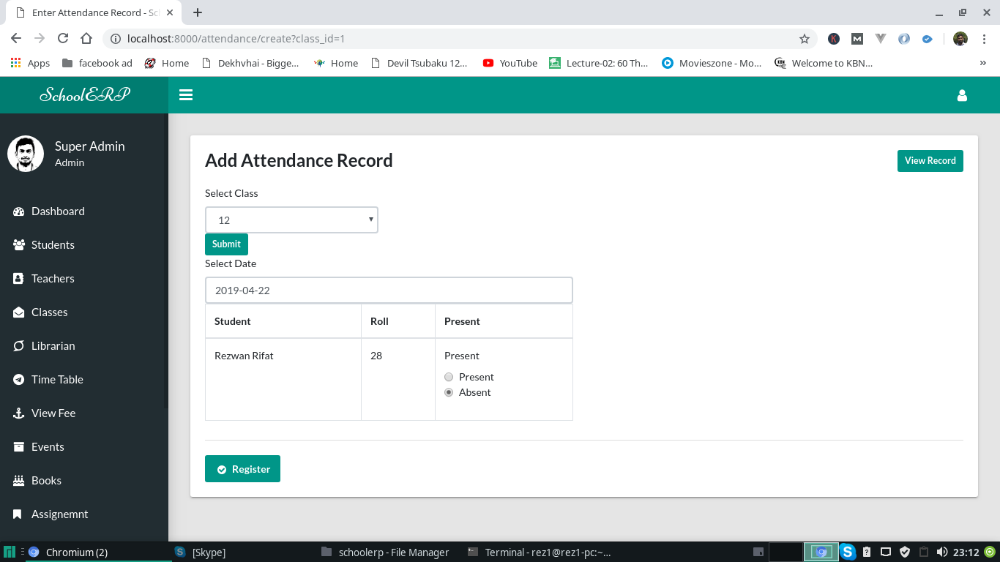 Enter Attendance Record - Sc
localhost:8000/attendance/create?class_id=1
Apps facebook ad Home Dekhvhai - Bigge... Home Devil Tsubaku 12... YouTube Lecture-02: 60 Th... Movieszone - Mo... Welcome to KBN... »
SchoolERP
Super Admin
Admin
Dashboard
Students
Teachers
Classes
Librarian
Time Table
View Fee
Events
Books
Assignemnt
Add Attendance Record
View Record
Select Class
12
Submit
Select Date
2019-04-22
Student Roll Present
Rezwan Rifat 28 Present
Present
Absent
Register
Chromium (2) [Skype] schoolerp - File Manager Terminal - rez1@rez1-pc:~... 23:12